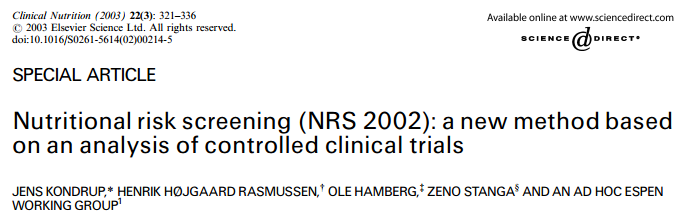 Clinical Nutrition (2003) 22(3): 321–336
© 2003 Elsevier Science Ltd. All rights reserved.
doi:10.1016/S0261-5614(02)00214-5
Available online at www.sciencedirect.com
SCIENCE DIRECT®
SPECIAL ARTICLE
Nutritional risk screening (NRS 2002): a new method based
on an analysis of controlled clinical trials
JENS KONDRUP,* HENRIK HØJGAARD RASMUSSEN,† OLE HAMBERG,‡ ZENO STANGA§ AND AN AD HOC ESPEN
WORKING GROUP¹